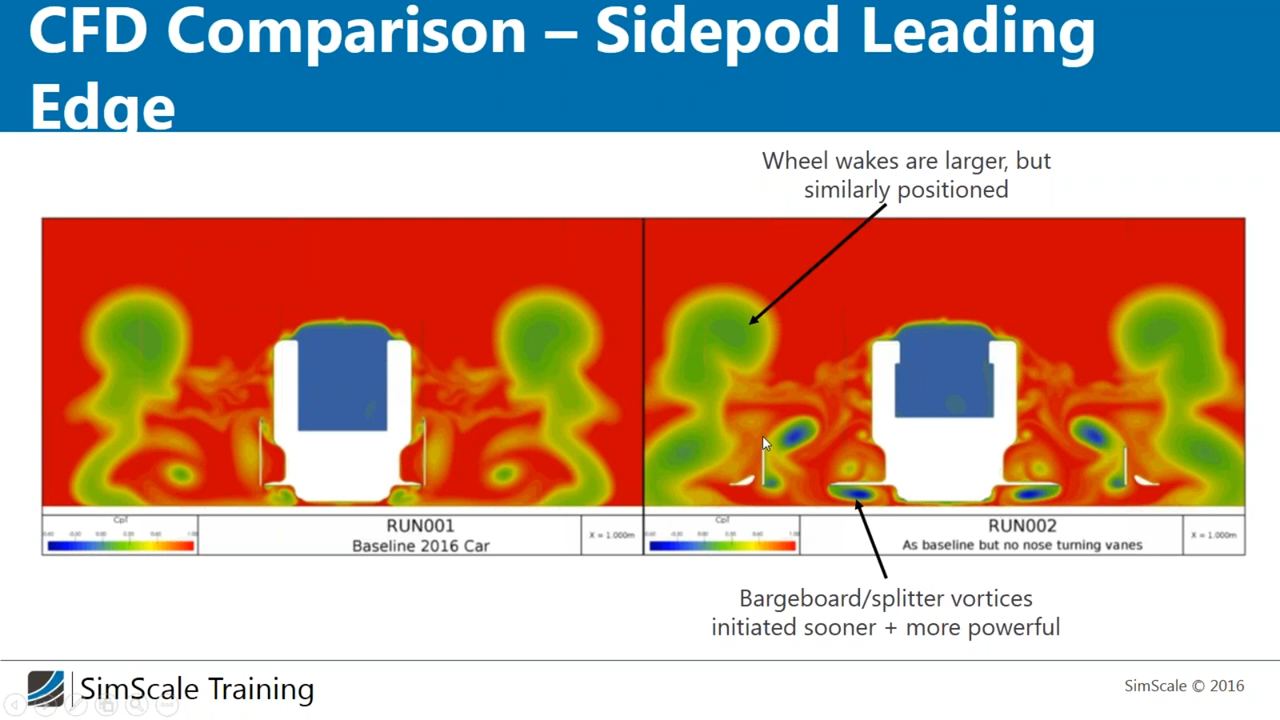 CFD Comparison – Sidepod Leading
Edge
Wheel wakes are larger, but
similarly positioned
CpT
RUN001
Baseline 2016 Car
X = 1.000m
CpT
RUN002
As baseline but no nose turning vanes
X = 1.000m
Bargeboard/splitter vortices
initiated sooner + more powerful
SimScale Training
SimScale © 2016